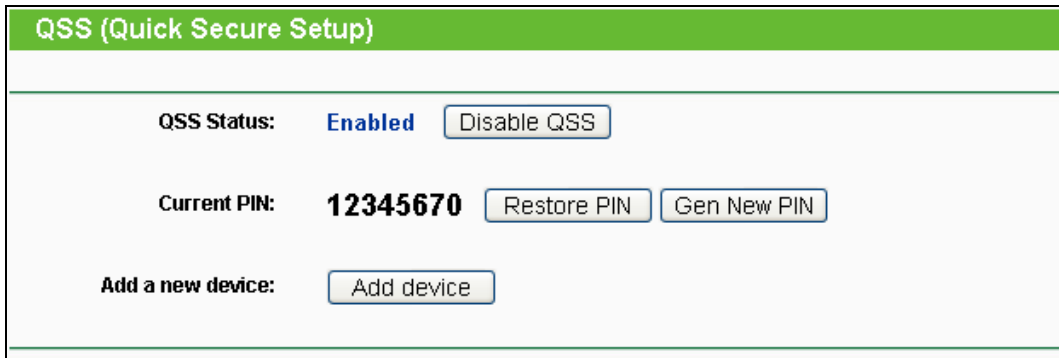 QSS (Quick Secure Setup)
QSS Status: Enabled Disable QSS
Current PIN: 12345670 Restore PIN Gen New PIN
Add a new device: Add device